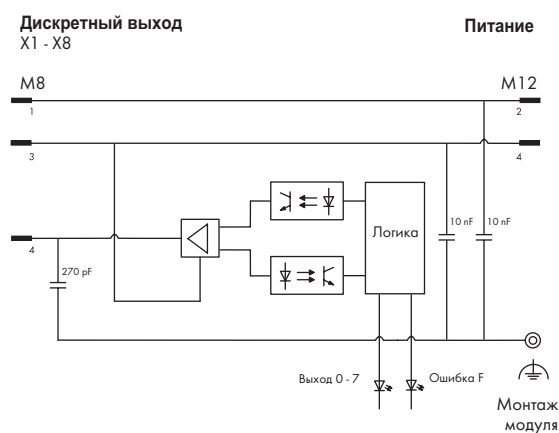 Дискретный выход
X1 - X8
Питание
M8
M12
1
2
3
4
10 nF
10 nF
Логика
4
270 pF
Выход 0 - 7
Ошибка F
Монтаж
модуля